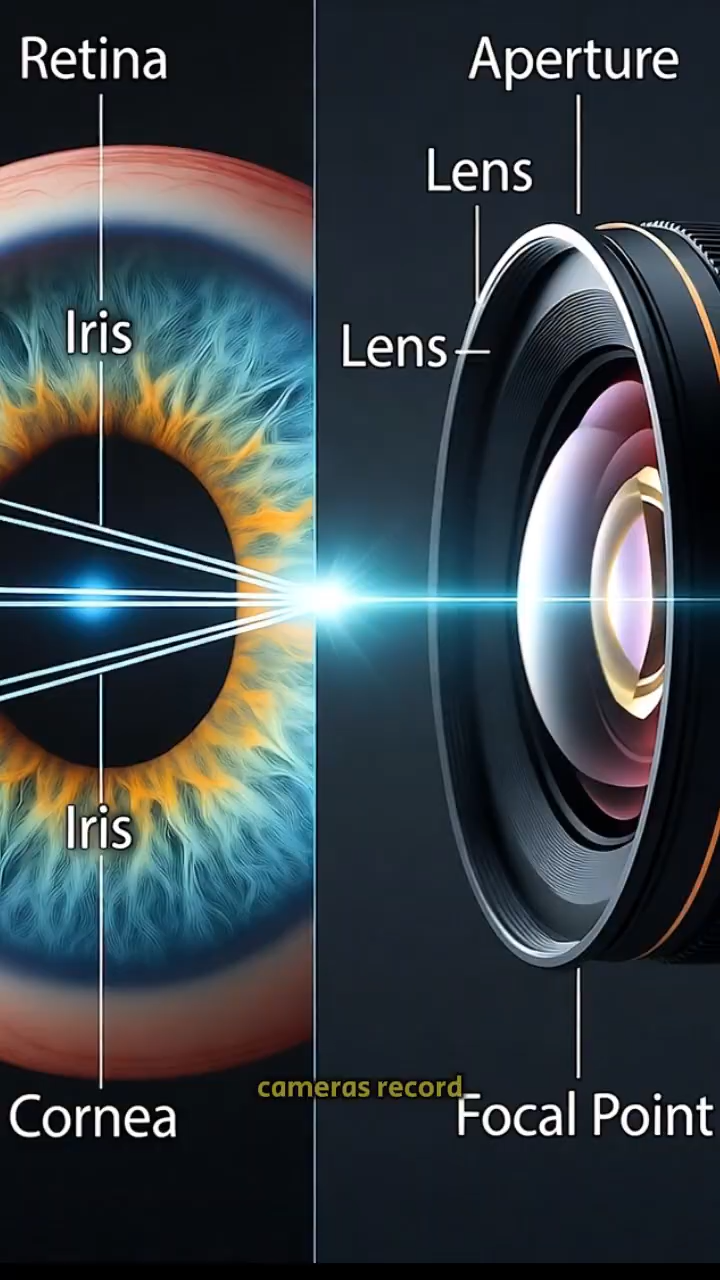 Retina
Aperture
Lens
Iris
Lens
Iris
cameras record
Cornea
Focal Point